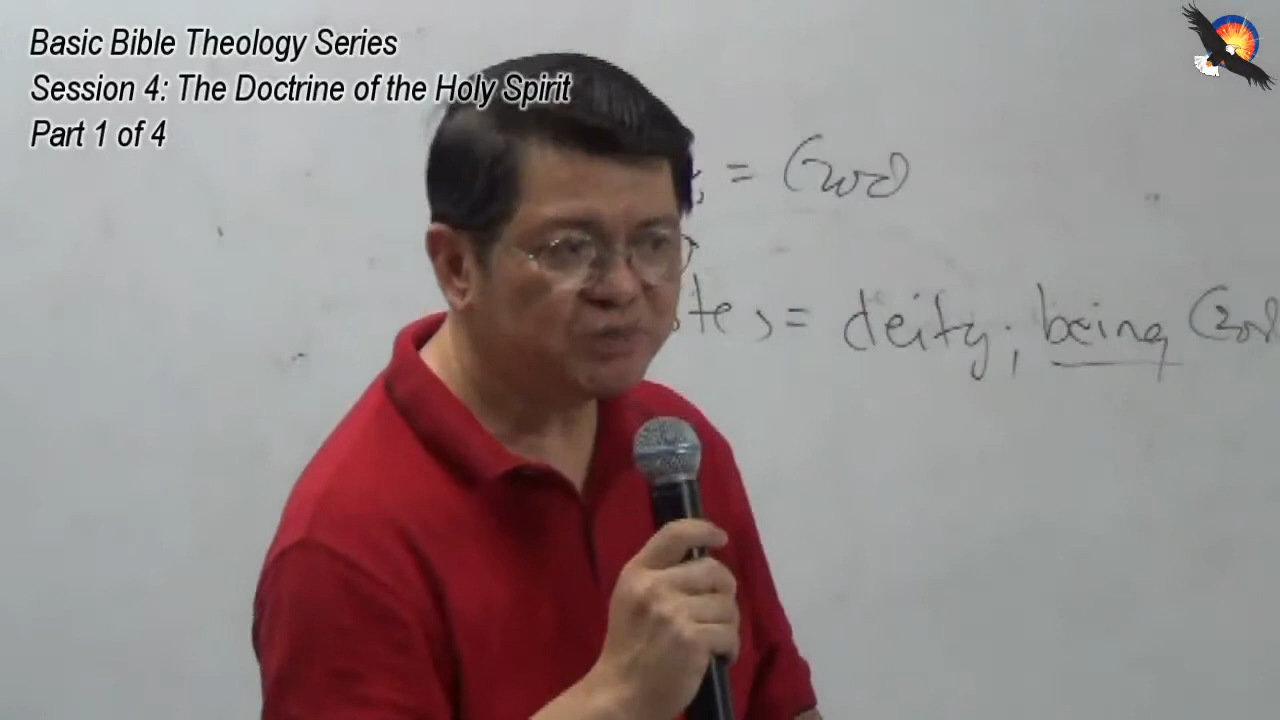 Basic Bible Theology Series
Session 4: The Doctrine of the Holy Spirit
Part 1 of 4
= God
tes = deity; being God